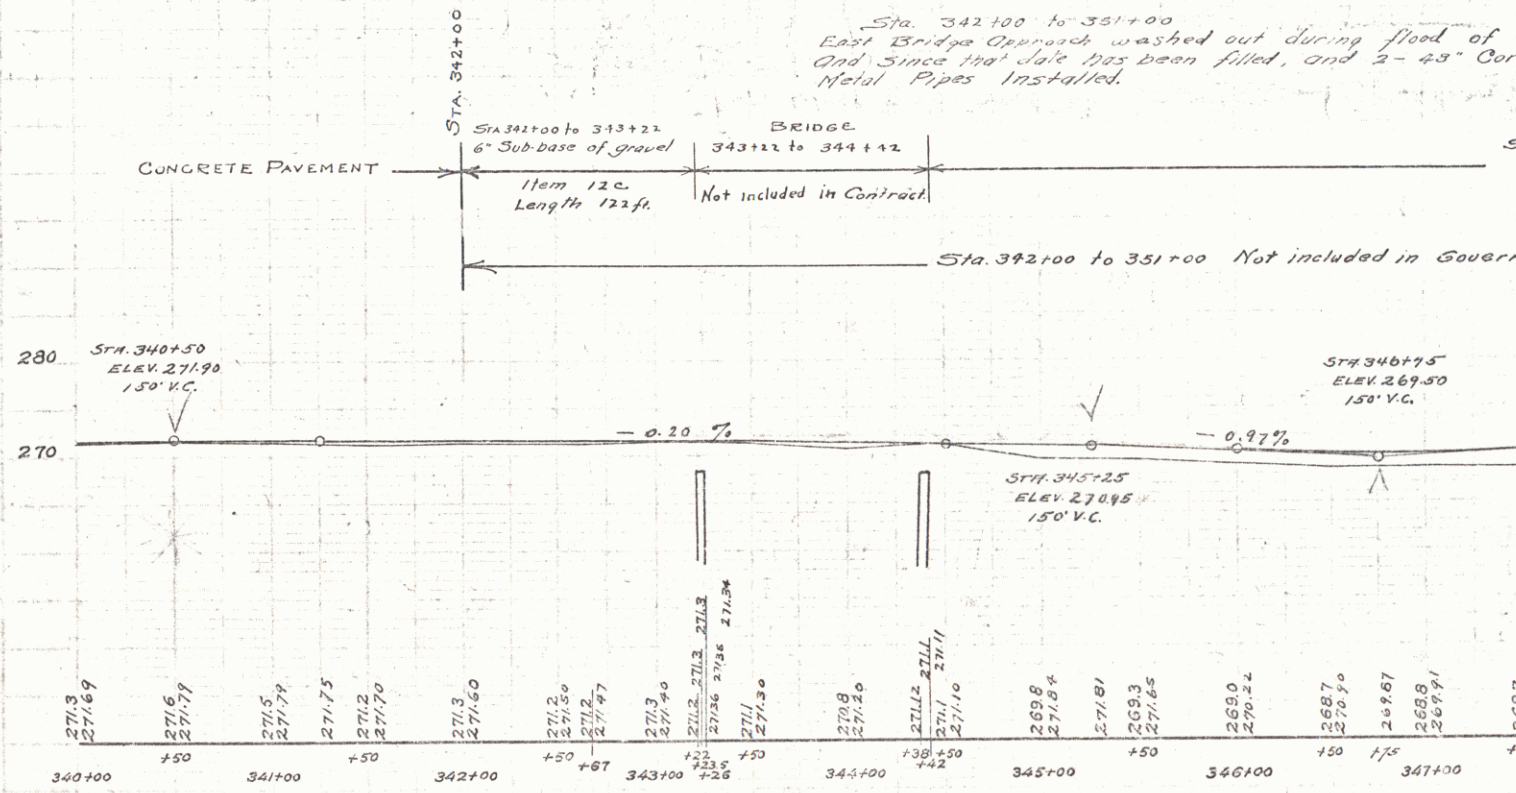 Sta. 342+00 to 351+00
East Bridge Approach washed out during flood of
And Since that date has been filled, and 2-48" Cor
Metal Pipes Installed.
STA. 342+00
STA 342+00 to 343+22
6" Sub-base of gravel
BRIDGE
343+22 to 344+42
CONCRETE PAVEMENT
S
Item 12c
Length 122 ft.
Not included in Contract.
Sta. 342+00 to 351+00 Not included in Govern
280
STA. 340+50
ELEV. 271.90
150' V.C.
STA 346+75
ELEV. 269.50
150' V.C.
270
- 0.20 %
- 0.97%
STA. 345+25
ELEV. 270.95
150' V.C.
271.3 271.6 271.5 271.2 271.3 271.2 271.2 271.3 271.2 271.3 271.3 271.1 270.8 271.12 271.1 271.1 269.8 269.3 269.0 268.7 268.8
271.69 271.79 271.79 271.75 271.70 271.60 271.50 271.47 271.40 271.36 271.36 271.34 271.30 271.20 271.11 271.10 271.84 271.81 271.65 270.22 270.90 269.87 269.91
+50 +50 +50 +67 +22 +23.5 +26 +50 +38 +42 +50 +50 +50 +75
340+00 341+00 342+00 343+00 344+00 345+00 346+00 347+00